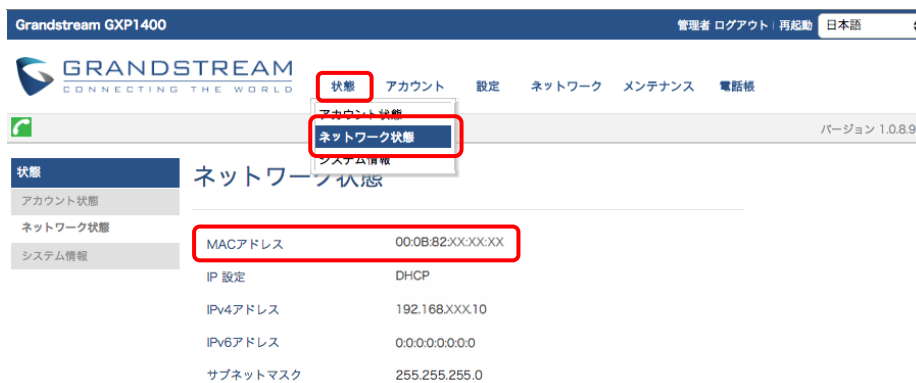 Grandstream GXP1400
管理者 ログアウト | 再起動 日本語
GRANDSTREAM
CONNECTING THE WORLD
状態 アカウント 設定 ネットワーク メンテナンス 電話帳
アカウント状態
ネットワーク状態
システム情報
バージョン 1.0.8.9
状態
アカウント状態
ネットワーク状態
システム情報
ネットワーク状態
MACアドレス 00:0B:82:XX:XX:XX
IP 設定 DHCP
IPv4アドレス 192.168.XXX.10
IPv6アドレス 0:0:0:0:0:0:0:0
サブネットマスク 255.255.255.0